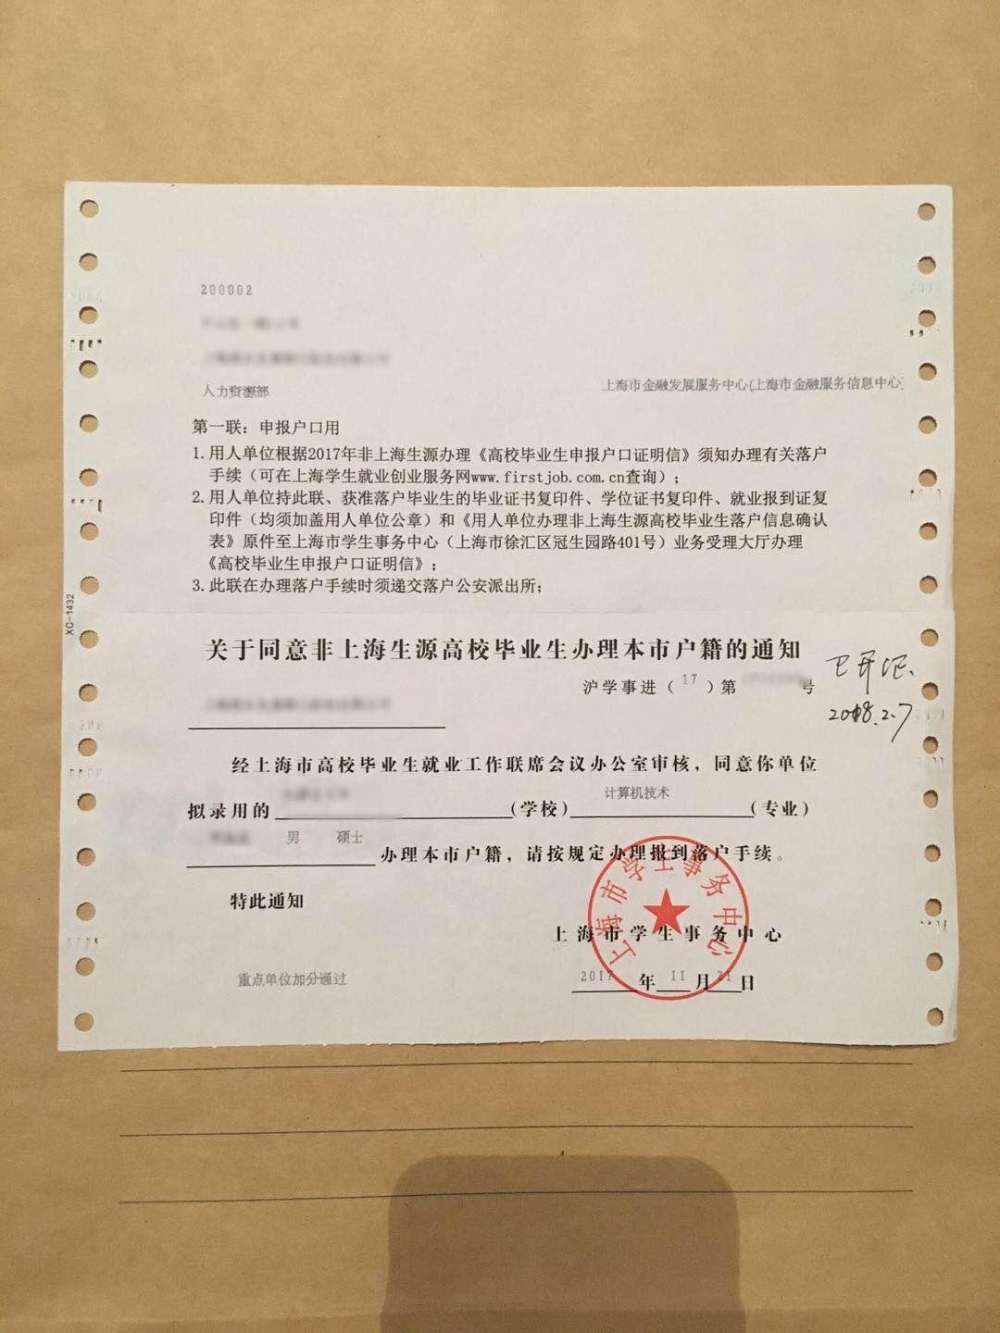 200002
人力资源部
上海市金融发展服务中心(上海市金融服务信息中心)
第一联：申报户口用
1. 用人单位根据2017年非上海生源办理《高校毕业生申报户口证明信》须知办理有关落户
手续（可在上海学生就业创业服务网www.firstjob.com.cn查询）；
2. 用人单位持此联、获准落户毕业生的毕业证书复印件、学位证书复印件、就业报到证复
印件（均须加盖用人单位公章）和《用人单位办理非上海生源高校毕业生落户信息确认
表》原件至上海市学生事务中心（上海市徐汇区冠生园路401号）业务受理大厅办理
《高校毕业生申报户口证明信》；
3. 此联在办理落户手续时须递交落户公安派出所；
XC-1432
关于同意非上海生源高校毕业生办理本市户籍的通知
沪学事进（17）第 号
已开证
2018.2.7
经上海市高校毕业生就业工作联席会议办公室审核，同意你单位
拟录用的 (学校) 计算机技术 (专业)
男 硕士 办理本市户籍，请按规定办理报到落户手续。
特此通知
上海市学生事务中心
上海市学生事务中心
重点单位加分通过
2017 年 11 月 21 日